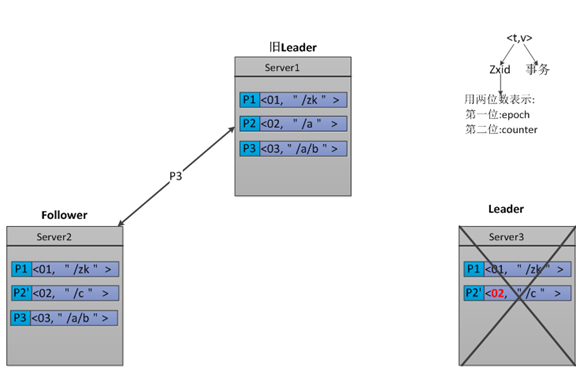 旧Leader
Server1
P1 <01, " /zk " >
P2 <02, " /a " >
P3 <03, " /a/b " >
<t,v>
Zxid 事务
用两位数表示:
第一位:epoch
第二位:counter
P3
Follower
Server2
P1 <01, " /zk " >
P2' <02, " /c " >
P3 <03, " /a/b " >
Leader
Server3
P1 <01, " /zk " >
P2' <02, " /c " >